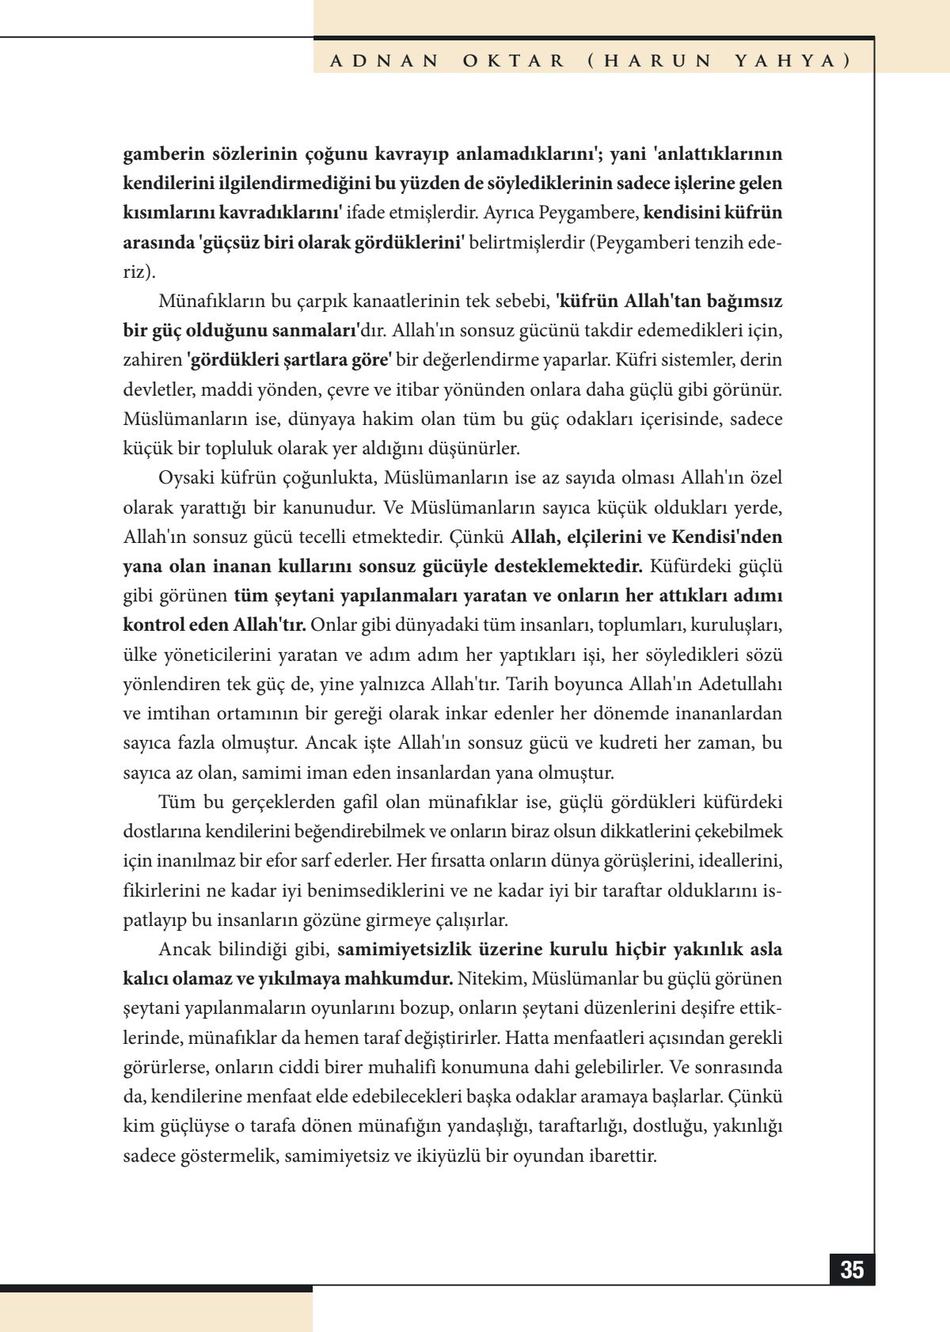 ADNAN OKTAR (HARUN YAHYA)
gamberin sözlerinin çoğunu kavrayıp anlamadıklarını'; yani 'anlattıklarının
kendilerini ilgilendirmediğini bu yüzden de söylediklerinin sadece işlerine gelen
kısımlarını kavradıklarını' ifade etmişlerdir. Ayrıca Peygambere, kendisini küfrün
arasında 'güçsüz biri olarak gördüklerini' belirtmişlerdir (Peygamberi tenzih ede-
riz).
Münafıkların bu çarpık kanaatlerinin tek sebebi, 'küfrün Allah'tan bağımsız
bir güç olduğunu sanmaları'dır. Allah'ın sonsuz gücünü takdir edemedikleri için,
zahiren 'gördükleri şartlara göre' bir değerlendirme yaparlar. Küfri sistemler, derin
devletler, maddi yönden, çevre ve itibar yönünden onlara daha güçlü gibi görünür.
Müslümanların ise, dünyaya hakim olan tüm bu güç odakları içerisinde, sadece
küçük bir topluluk olarak yer aldığını düşünürler.
Oysaki küfrün çoğunlukta, Müslümanların ise az sayıda olması Allah'ın özel
olarak yarattığı bir kanunudur. Ve Müslümanların sayıca küçük oldukları yerde,
Allah'ın sonsuz gücü tecelli etmektedir. Çünkü Allah, elçilerini ve Kendisi'nden
yana olan inanan kullarını sonsuz gücüyle desteklemektedir. Küfürdeki güçlü
gibi görünen tüm şeytani yapılanmaları yaratan ve onların her attıkları adımı
kontrol eden Allah'tır. Onlar gibi dünyadaki tüm insanları, toplumları, kuruluşları,
ülke yöneticilerini yaratan ve adım adım her yaptıkları işi, her söyledikleri sözü
yönlendiren tek güç de, yine yalnızca Allah'tır. Tarih boyunca Allah'ın Adetullahı
ve imtihan ortamının bir gereği olarak inkar edenler her dönemde inananlardan
sayıca fazla olmuştur. Ancak işte Allah'ın sonsuz gücü ve kudreti her zaman, bu
sayıca az olan, samimi iman eden insanlardan yana olmuştur.
Tüm bu gerçeklerden gafil olan münafıklar ise, güçlü gördükleri küfürdeki
dostlarına kendilerini beğendirebilmek ve onların biraz olsun dikkatlerini çekebilmek
için inanılmaz bir efor sarf ederler. Her fırsatta onların dünya görüşlerini, ideallerini,
fikirlerini ne kadar iyi benimsediklerini ve ne kadar iyi bir taraftar olduklarını is-
patlayıp bu insanların gözüne girmeye çalışırlar.
Ancak bilindiği gibi, samimiyetsizlik üzerine kurulu hiçbir yakınlık asla
kalıcı olamaz ve yıkılmaya mahkumdur. Nitekim, Müslümanlar bu güçlü görünen
şeytani yapılanmaların oyunlarını bozup, onların şeytani düzenlerini deşifre ettik-
lerinde, münafıklar da hemen taraf değiştirirler. Hatta menfaatleri açısından gerekli
görürlerse, onların ciddi birer muhalifi konumuna dahi gelebilirler. Ve sonrasında
da, kendilerine menfaat elde edebilecekleri başka odaklar aramaya başlarlar. Çünkü
kim güçlüyse o tarafa dönen münafığın yandaşlığı, taraftarlığı, dostluğu, yakınlığı
sadece göstermelik, samimiyetsiz ve ikiyüzlü bir oyundan ibarettir.
35